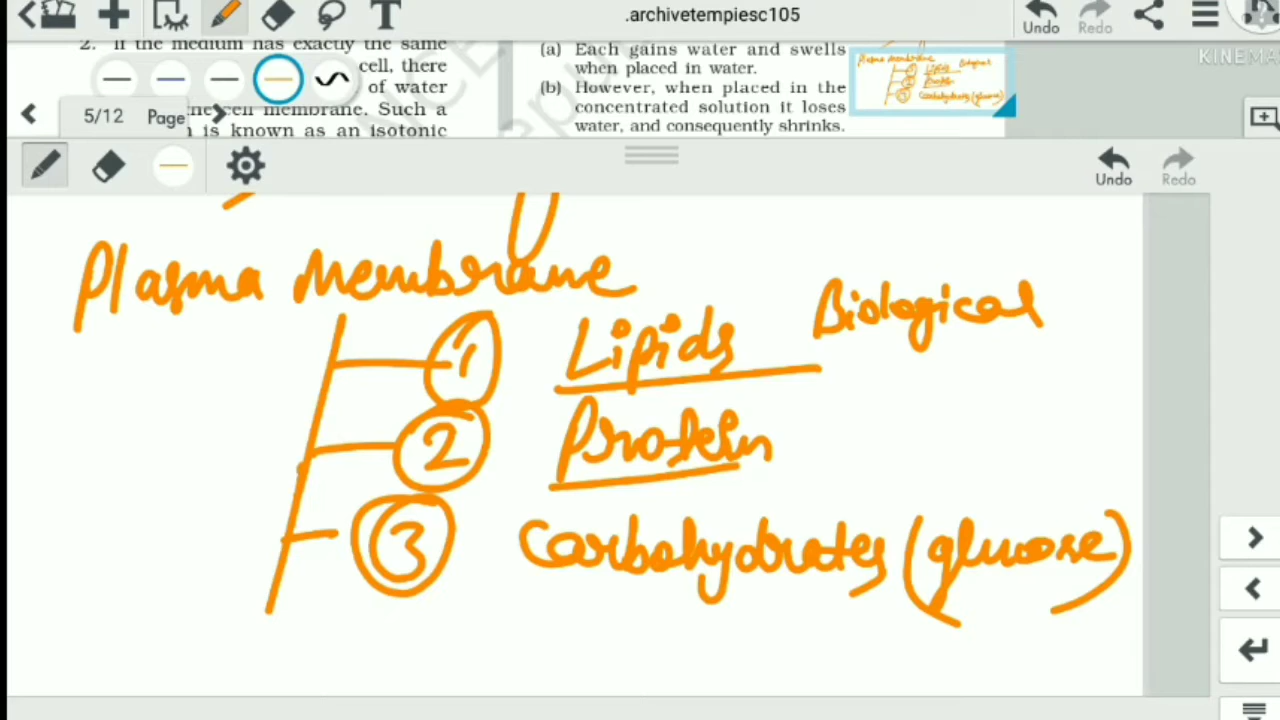 .archivetempiesc105
Undo
Redo
KINEMA
2. If the medium has exactly the same
cell, there
of water
cell membrane. Such a
is known as an isotonic
(a) Each gains water and swells
when placed in water.
(b) However, when placed in the
concentrated solution it loses
water, and consequently shrinks.
5/12 Page
Undo
Redo
Plasma Membrane
Biological
1 Lipids
2 Protein
3 Carbohydrates (glucose)